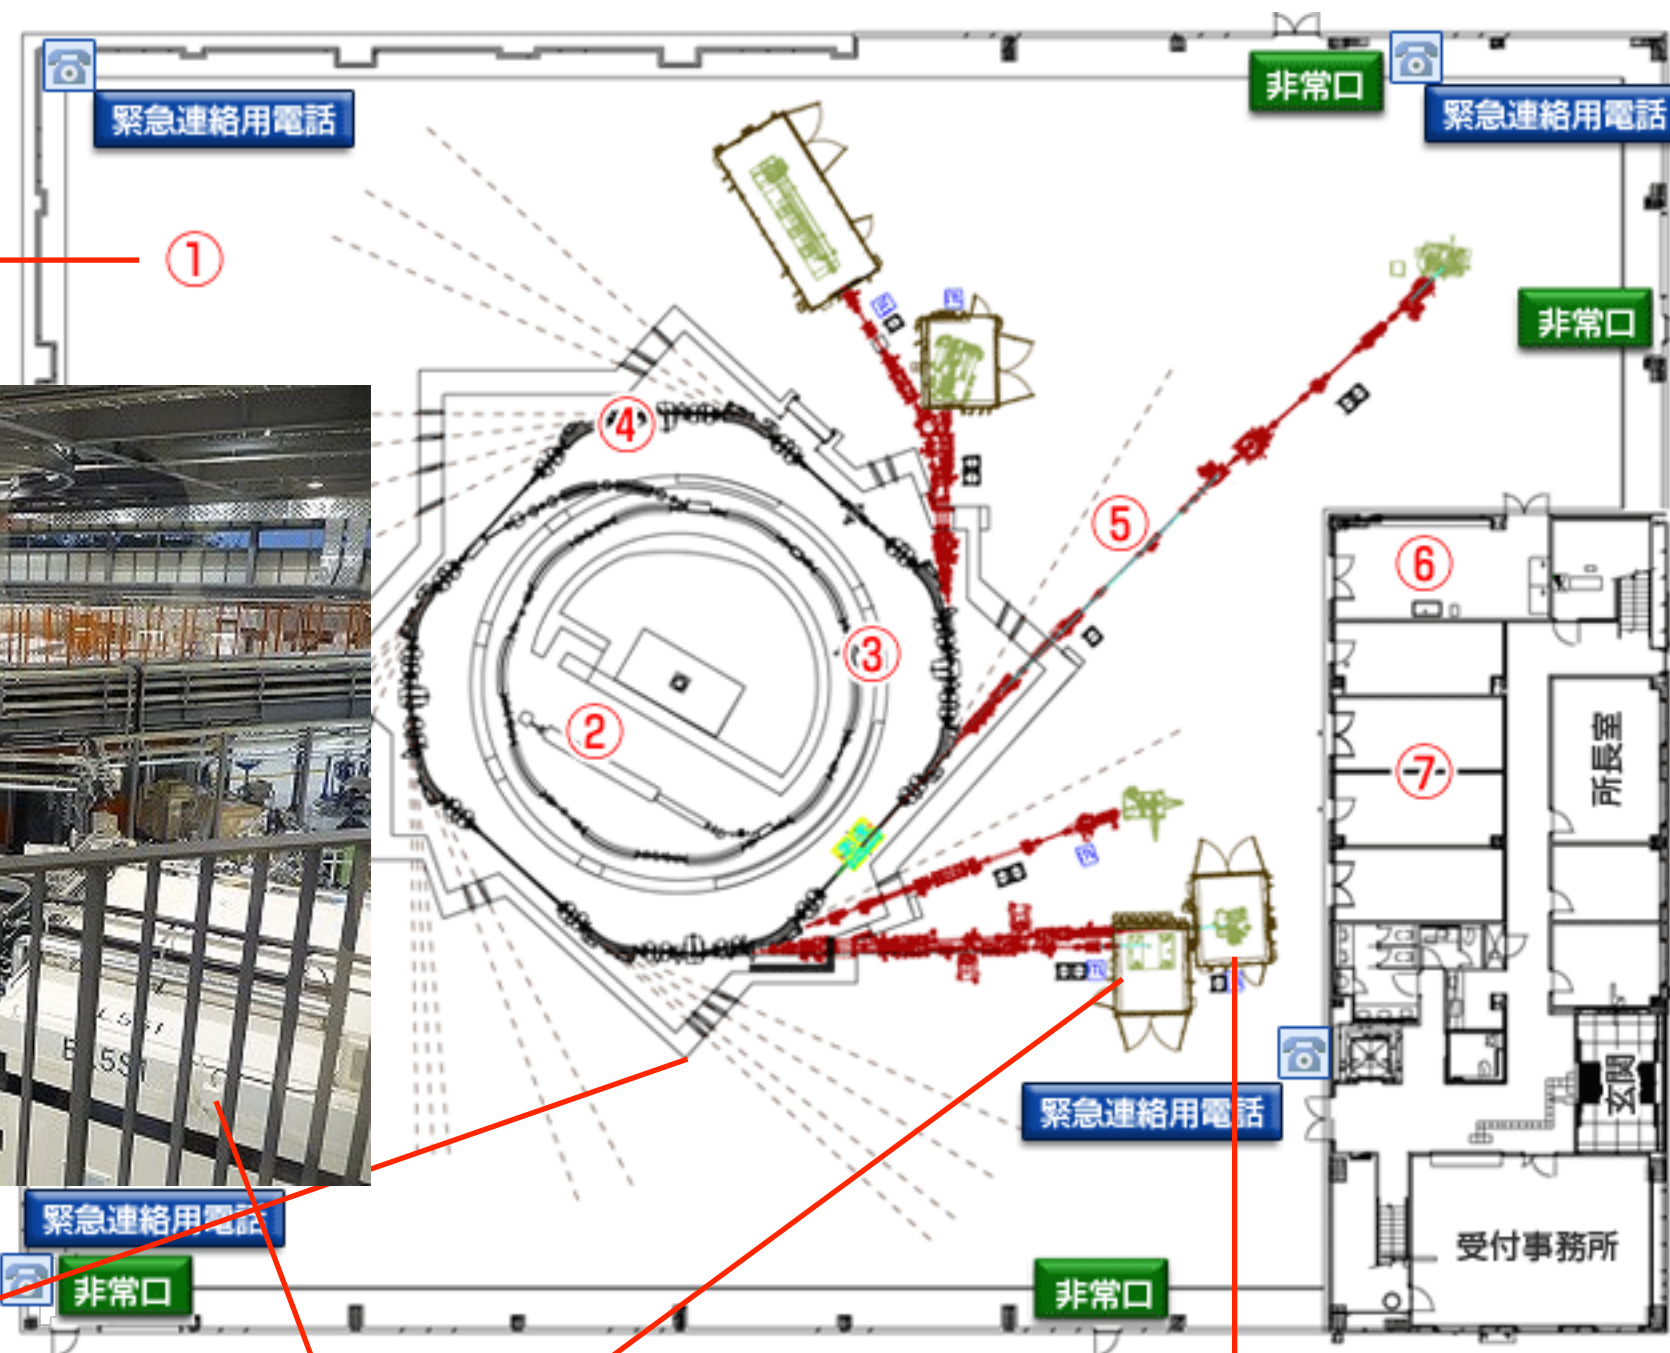 緊急連絡用電話
非常口
緊急連絡用電話
①
非常口
④
⑤
⑥
③
②
⑦
所長室
緊急連絡用電話
玄関
緊急連絡用電話
受付事務所
非常口
非常口